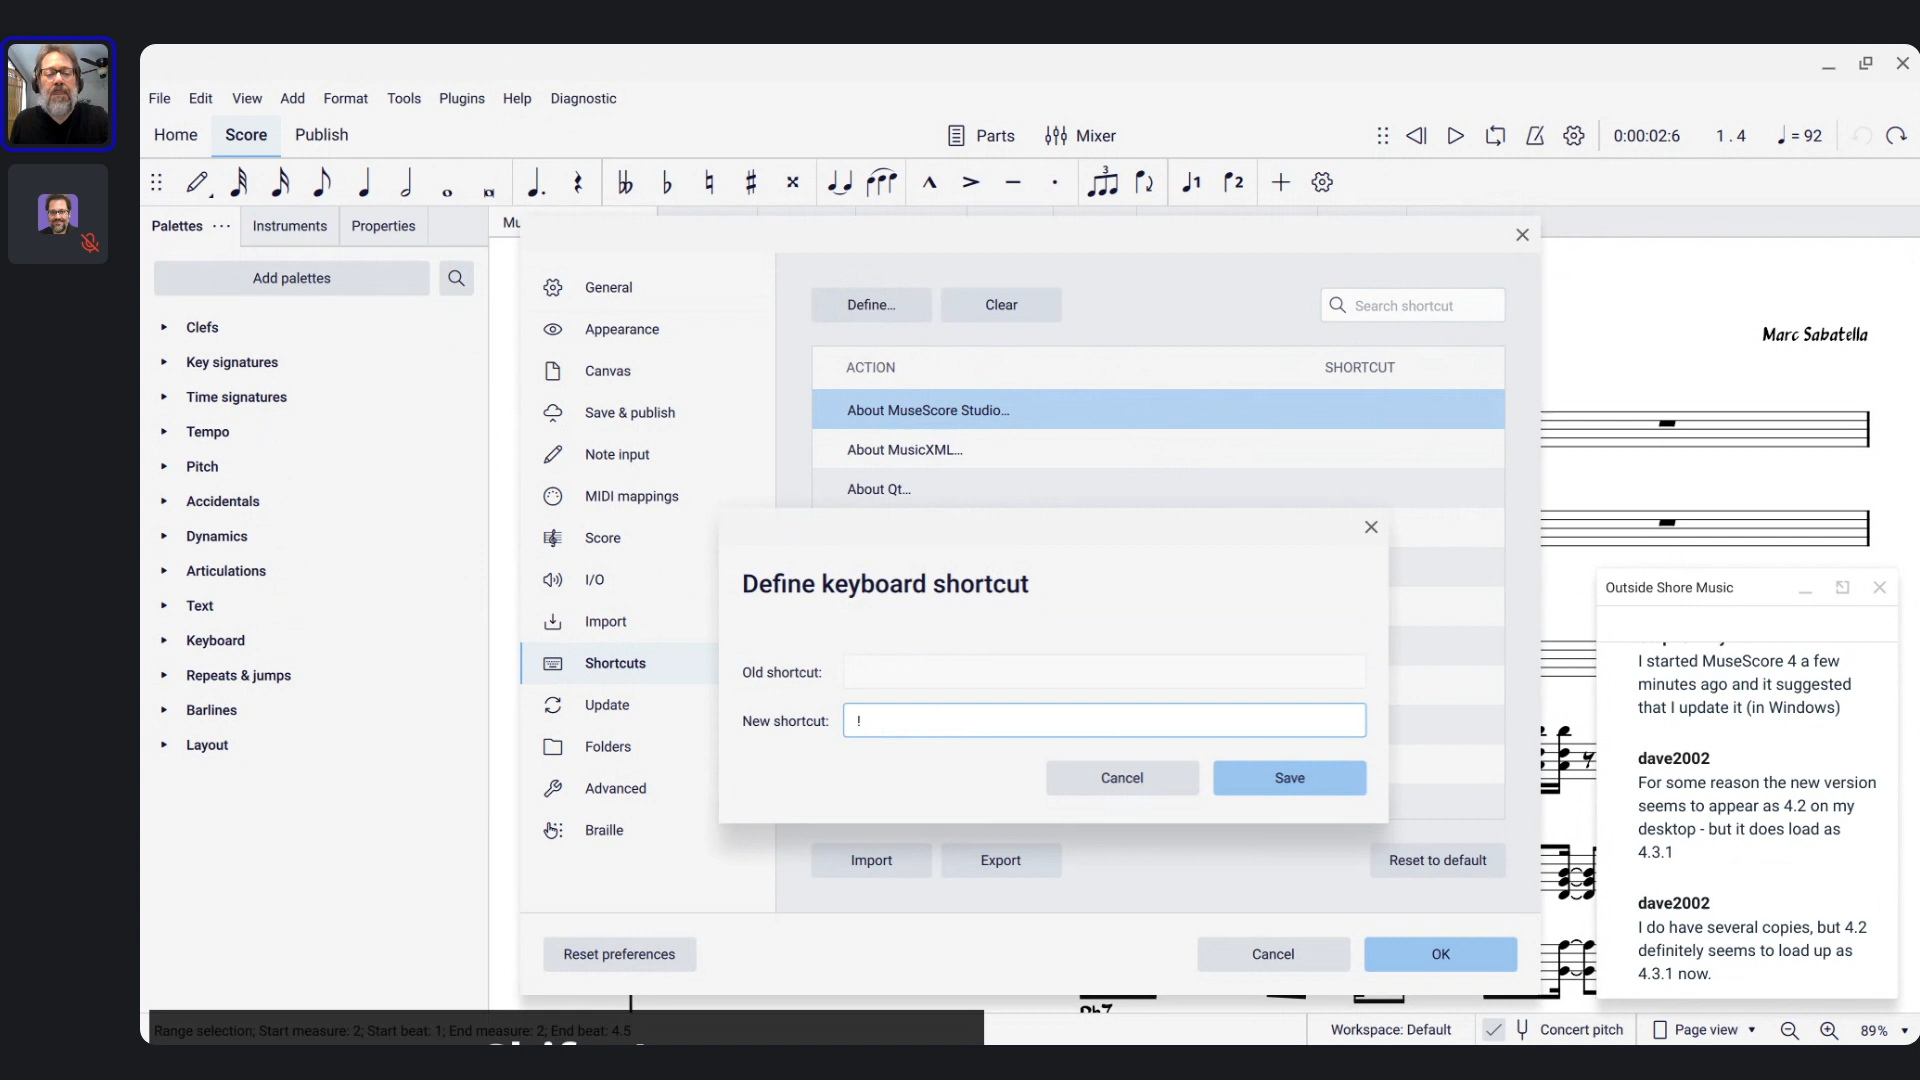 File Edit View Add Format Tools Plugins Help Diagnostic
Home Score Publish
Parts Mixer
0:00:02:6 1 . 4 = 92
Palettes ··· Instruments Properties
Mu
Add palettes
Clefs
Key signatures
Time signatures
Tempo
Pitch
Accidentals
Dynamics
Articulations
Text
Keyboard
Repeats & jumps
Barlines
Layout
General
Appearance
Canvas
Save & publish
Note input
MIDI mappings
Score
I/O
Import
Shortcuts
Update
Folders
Advanced
Braille
Define... Clear
Search shortcut
ACTION SHORTCUT
About MuseScore Studio...
About MusicXML...
About Qt...
Define keyboard shortcut
Old shortcut:
New shortcut: !
Cancel Save
Import Export Reset to default
Reset preferences Cancel OK
Marc Sabatella
Outside Shore Music
I started MuseScore 4 a few
minutes ago and it suggested
that I update it (in Windows)
dave2002
For some reason the new version
seems to appear as 4.2 on my
desktop - but it does load as
4.3.1
dave2002
I do have several copies, but 4.2
definitely seems to load up as
4.3.1 now.
Range selection; Start measure: 2; Start beat: 1; End measure: 2; End beat: 4.5
Workspace: Default Concert pitch Page view 89%